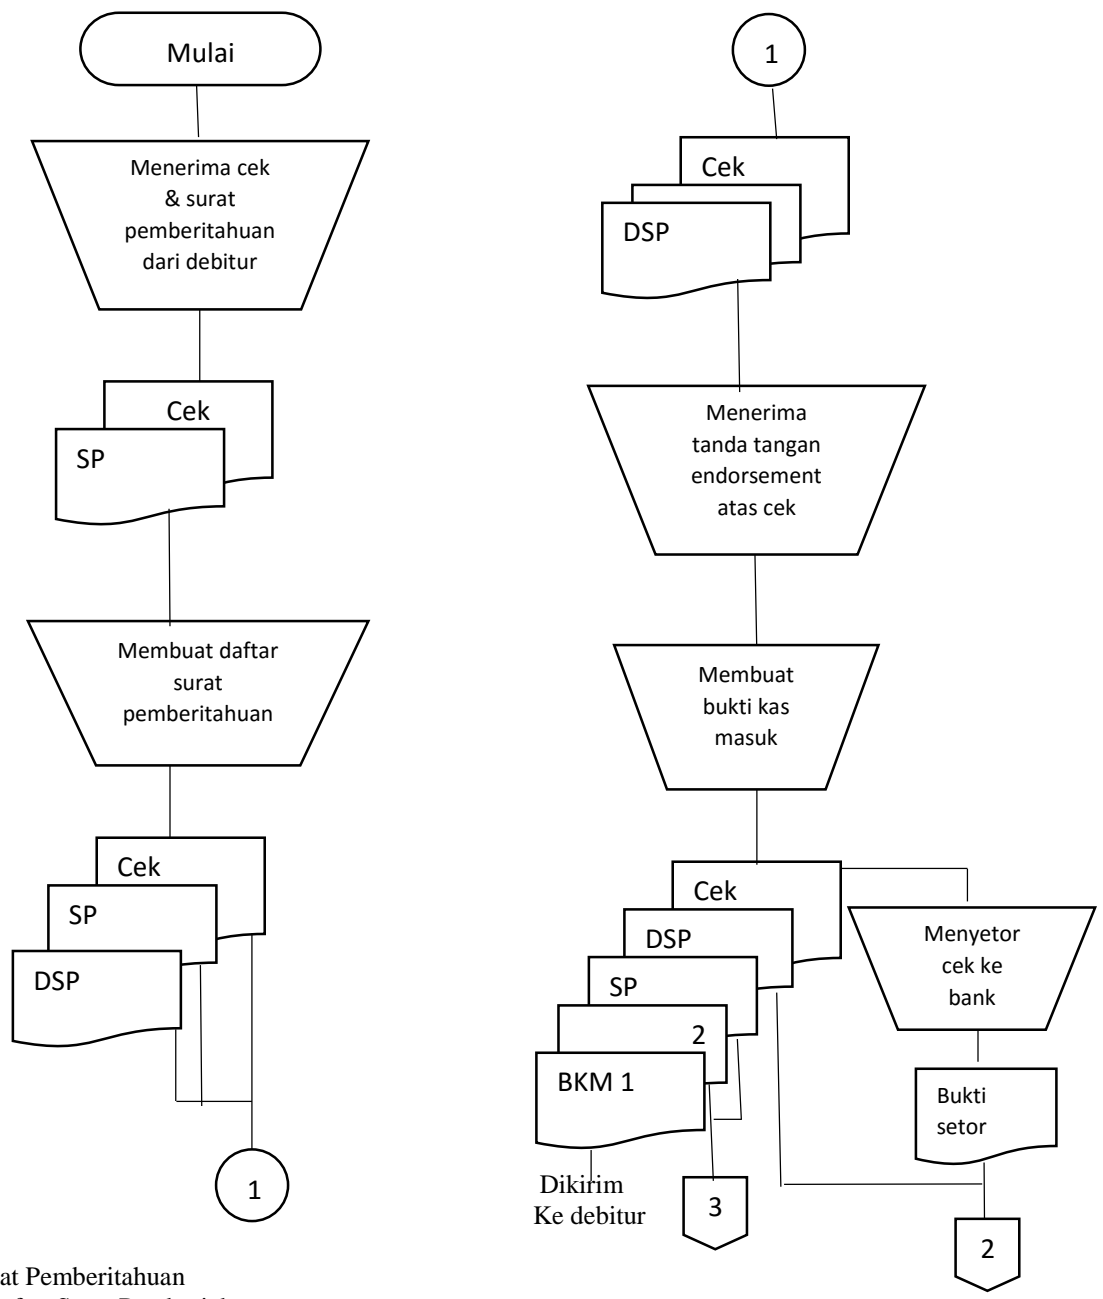 Mulai
Menerima cek
& surat
pemberitahuan
dari debitur
Cek
SP
Membuat daftar
surat
pemberitahuan
Cek
SP
DSP
1
1
Cek
DSP
Menerima
tanda tangan
endorsement
atas cek
Membuat
bukti kas
masuk
Cek
DSP
SP
2
BKM 1
Dikirim
Ke debitur
3
Menyetor
cek ke
bank
Bukti
setor
2
at Pemberitahuan